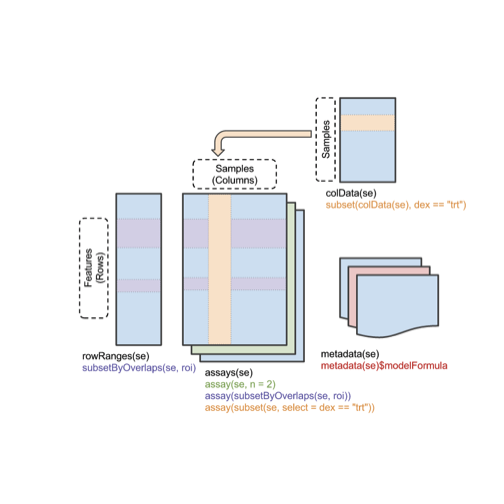 Samples
Samples
(Columns)
colData(se)
subset(colData(se), dex == "trt")
Features
(Rows)
rowRanges(se)
subsetByOverlaps(se, roi)
assays(se)
assay(se, n = 2)
assay(subsetByOverlaps(se, roi))
assay(subset(se, select = dex == "trt"))
metadata(se)
metadata(se)$modelFormula